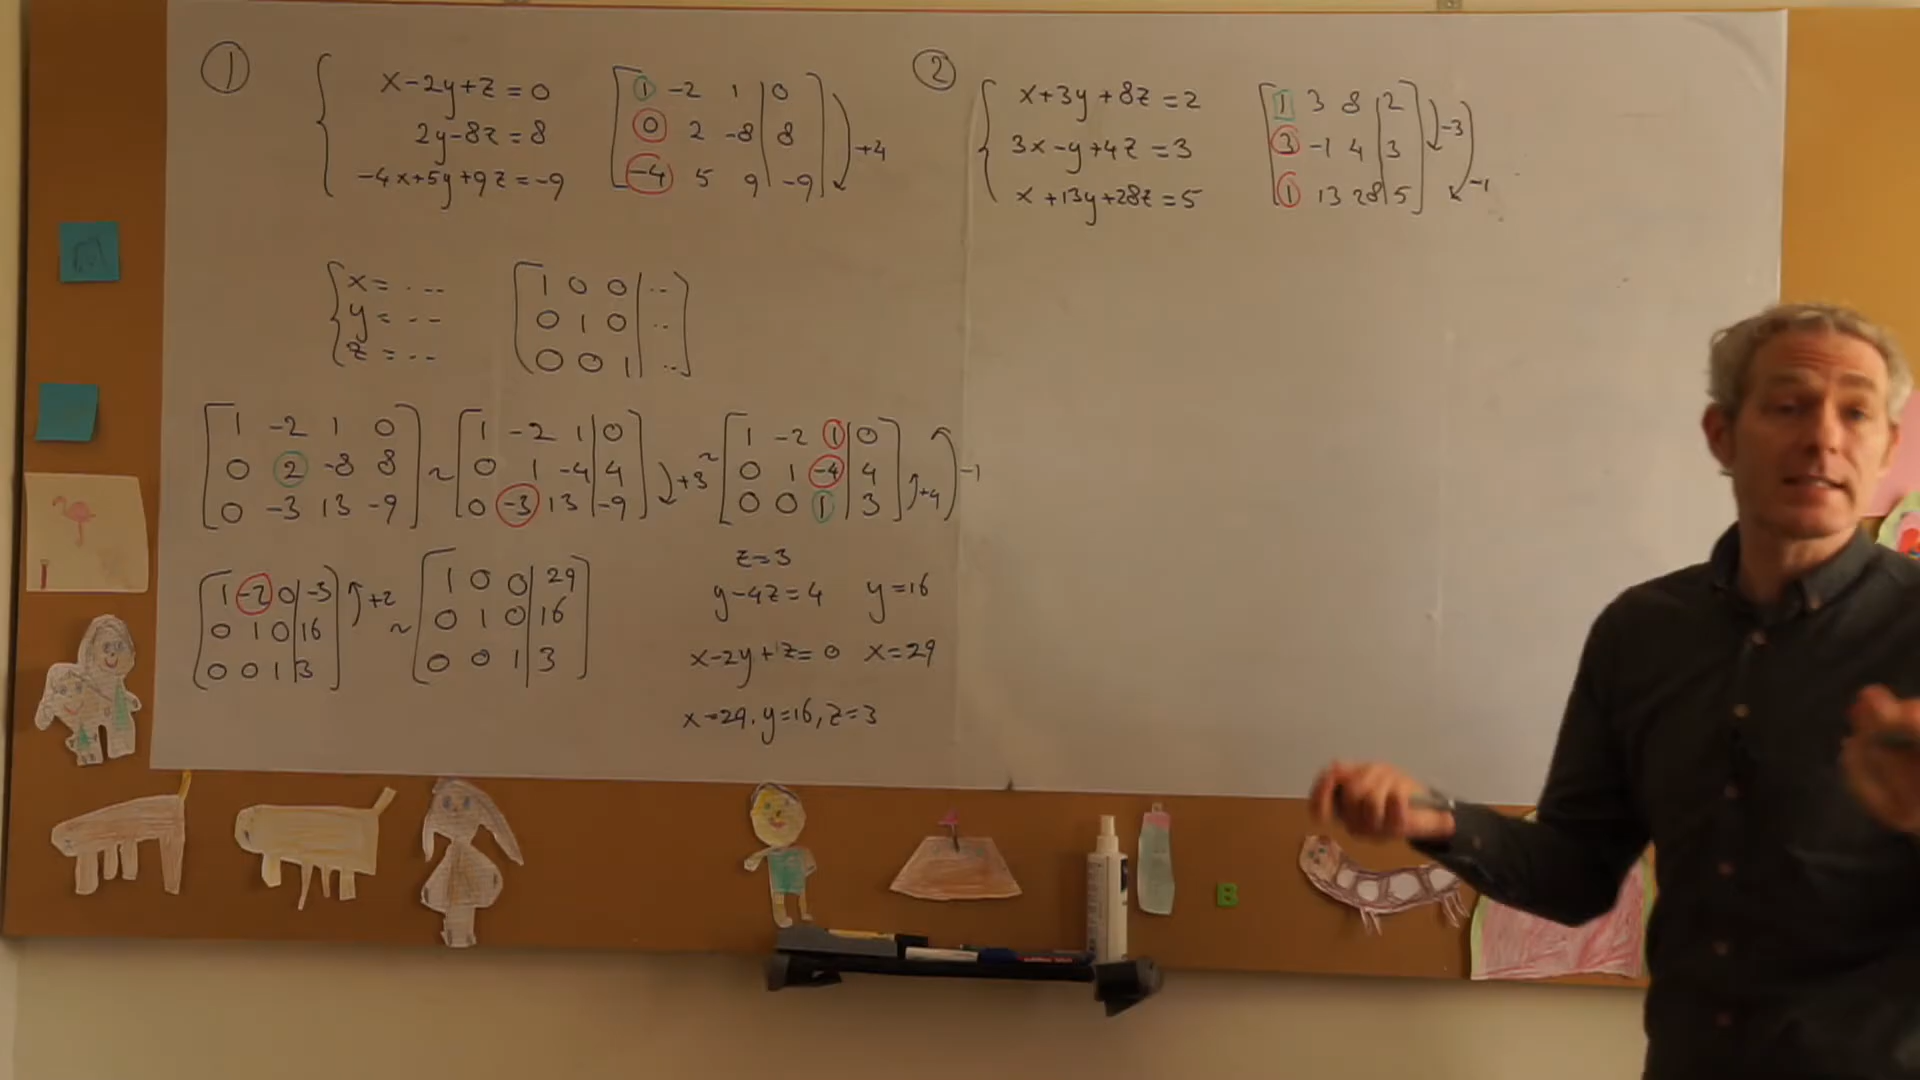 1
x-2y+z=0
2y-8z=8
-4x+5y+9z=-9
1 -2 1 0
0 2 -8 8
-4 5 9 -9
+4
x= ...
y= ..
z= ...
1 0 0 ..
0 1 0 ..
0 0 1 ..
1 -2 1 0
0 2 -8 8
0 -3 13 -9
~
1 -2 1 0
0 1 -4 4
0 -3 13 -9
+3
~
1 -2 1 0
0 1 -4 4
0 0 1 3
+4
-1
1 -2 0 -3
0 1 0 16
0 0 1 3
+2
~
1 0 0 29
0 1 0 16
0 0 1 3
z=3
y-4z=4 y=16
x-2y+z=0 x=29
x=29, y=16, z=3
2
x+3y+8z=2
3x-y+4z=3
x+13y+28z=5
1 3 8 2
3 -1 4 3
1 13 28 5
-3
-1
B